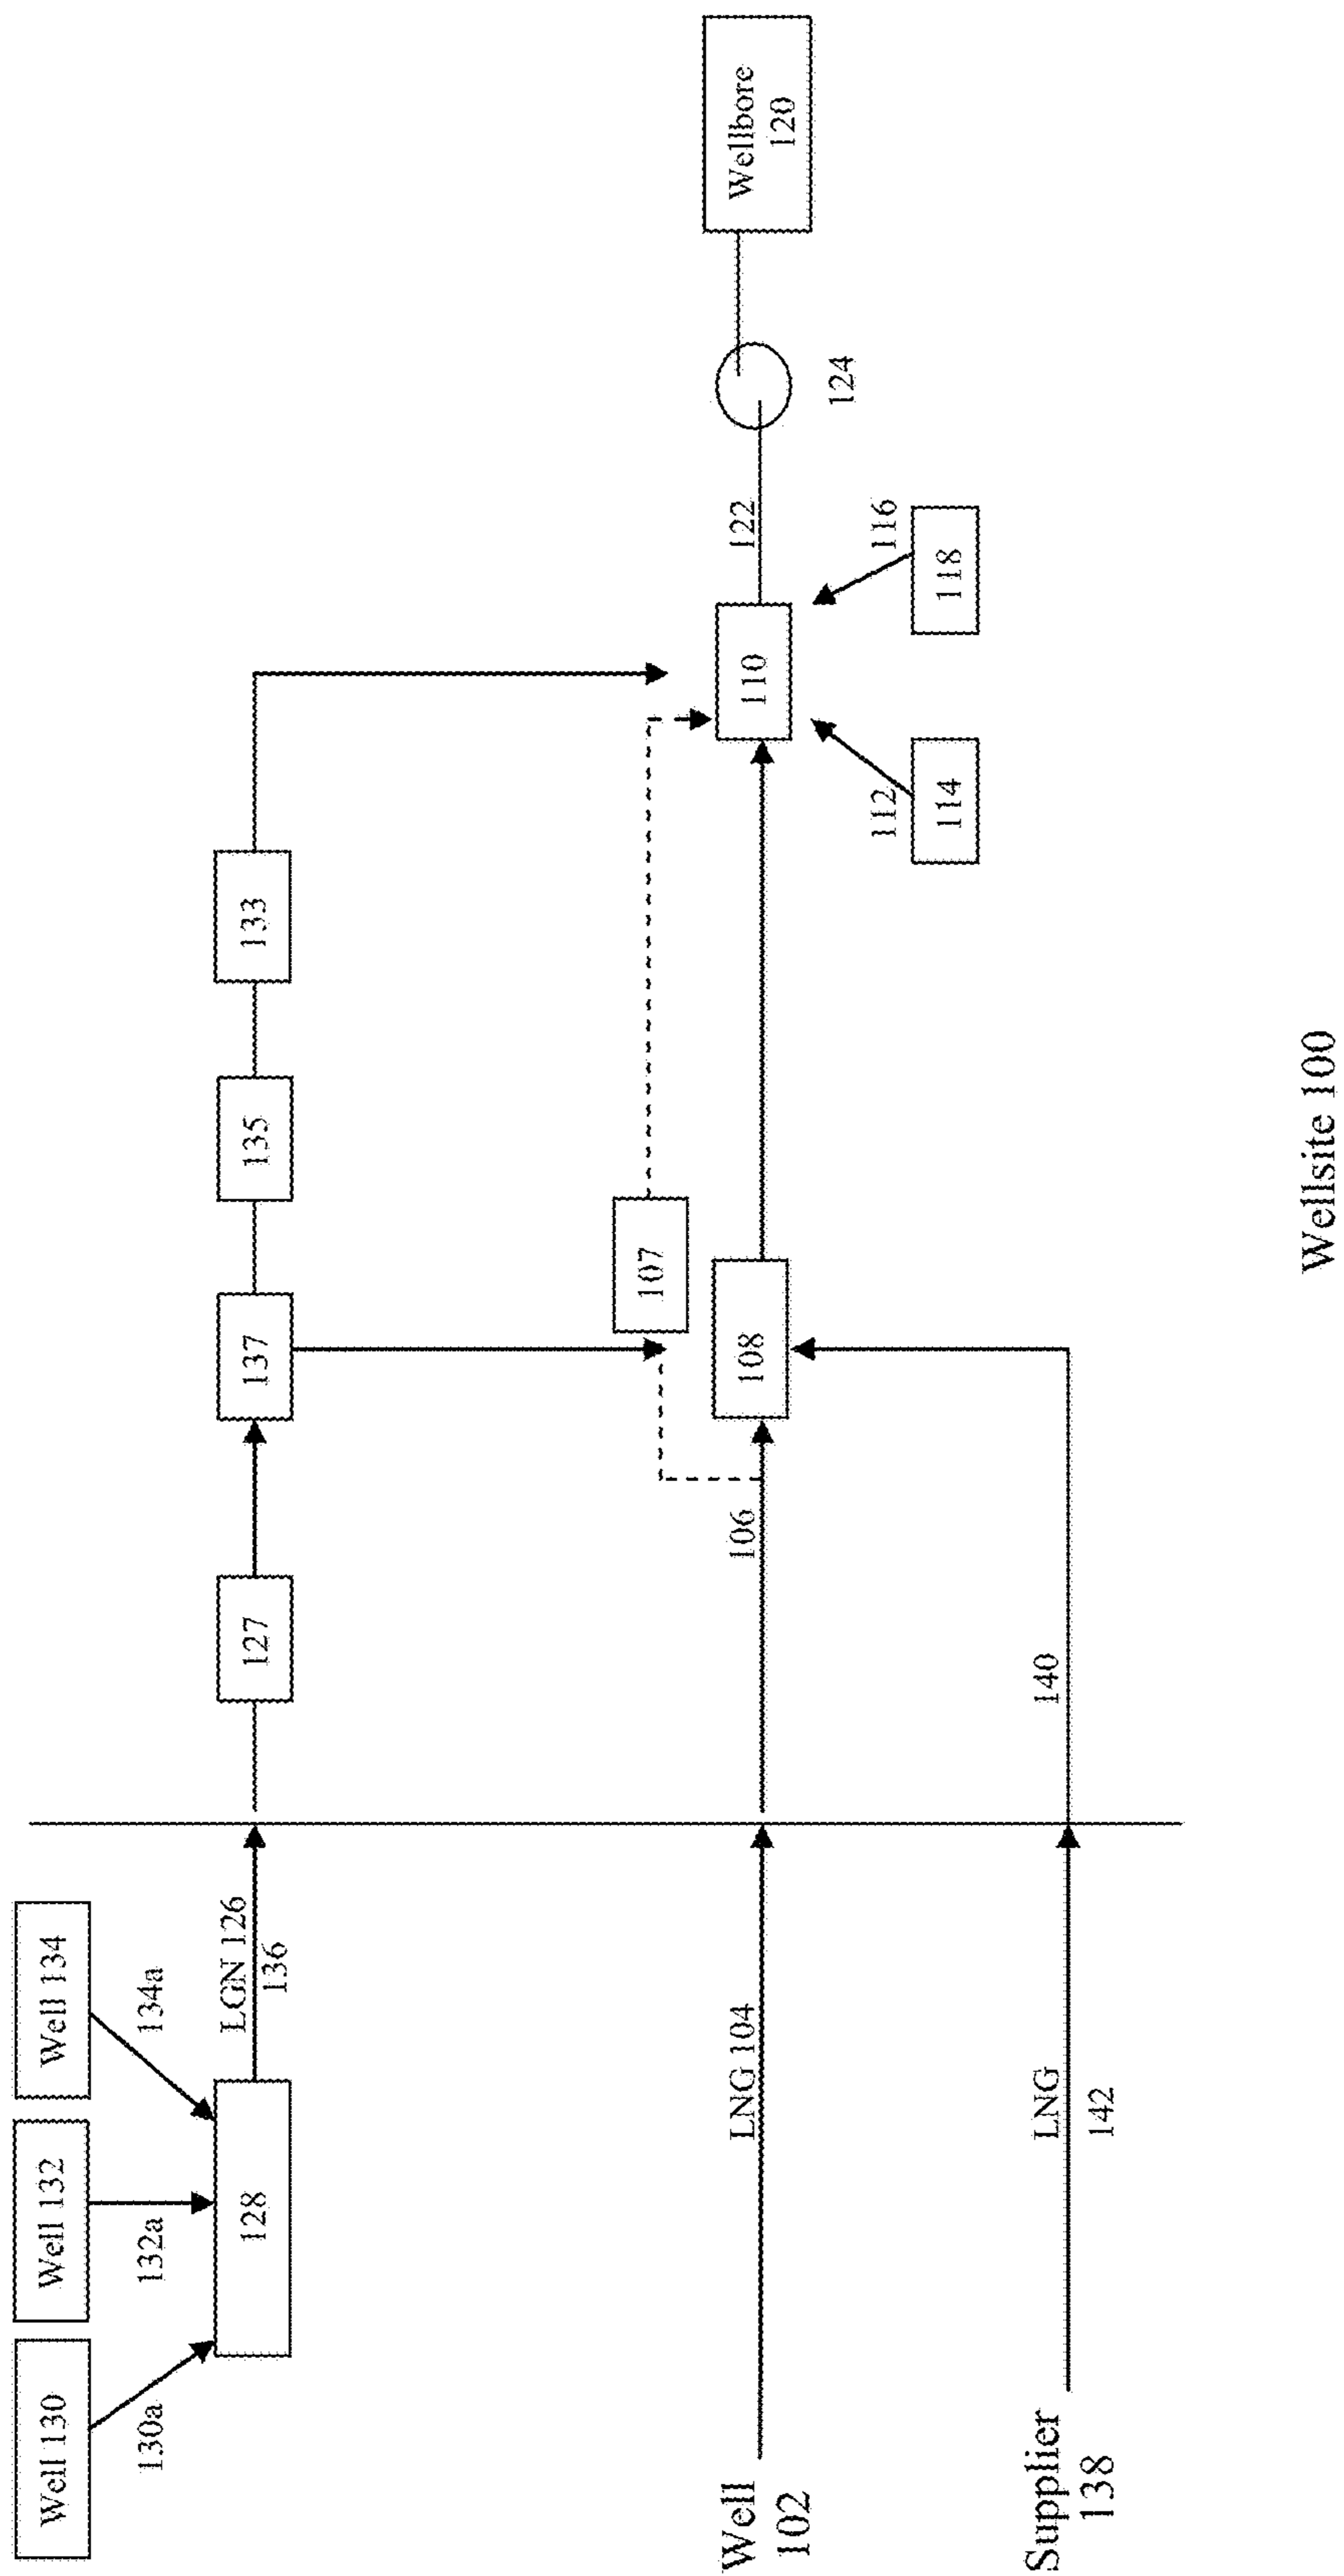 Well 130
Well 132
Well 134
130a
132a
134a
128
LGN 126
136
127
137
135
133
Well
102
LNG 104
106
107
108
110
122
124
Wellbore
120
112
114
116
118
Supplier
138
LNG
142
140
Wellsite 100